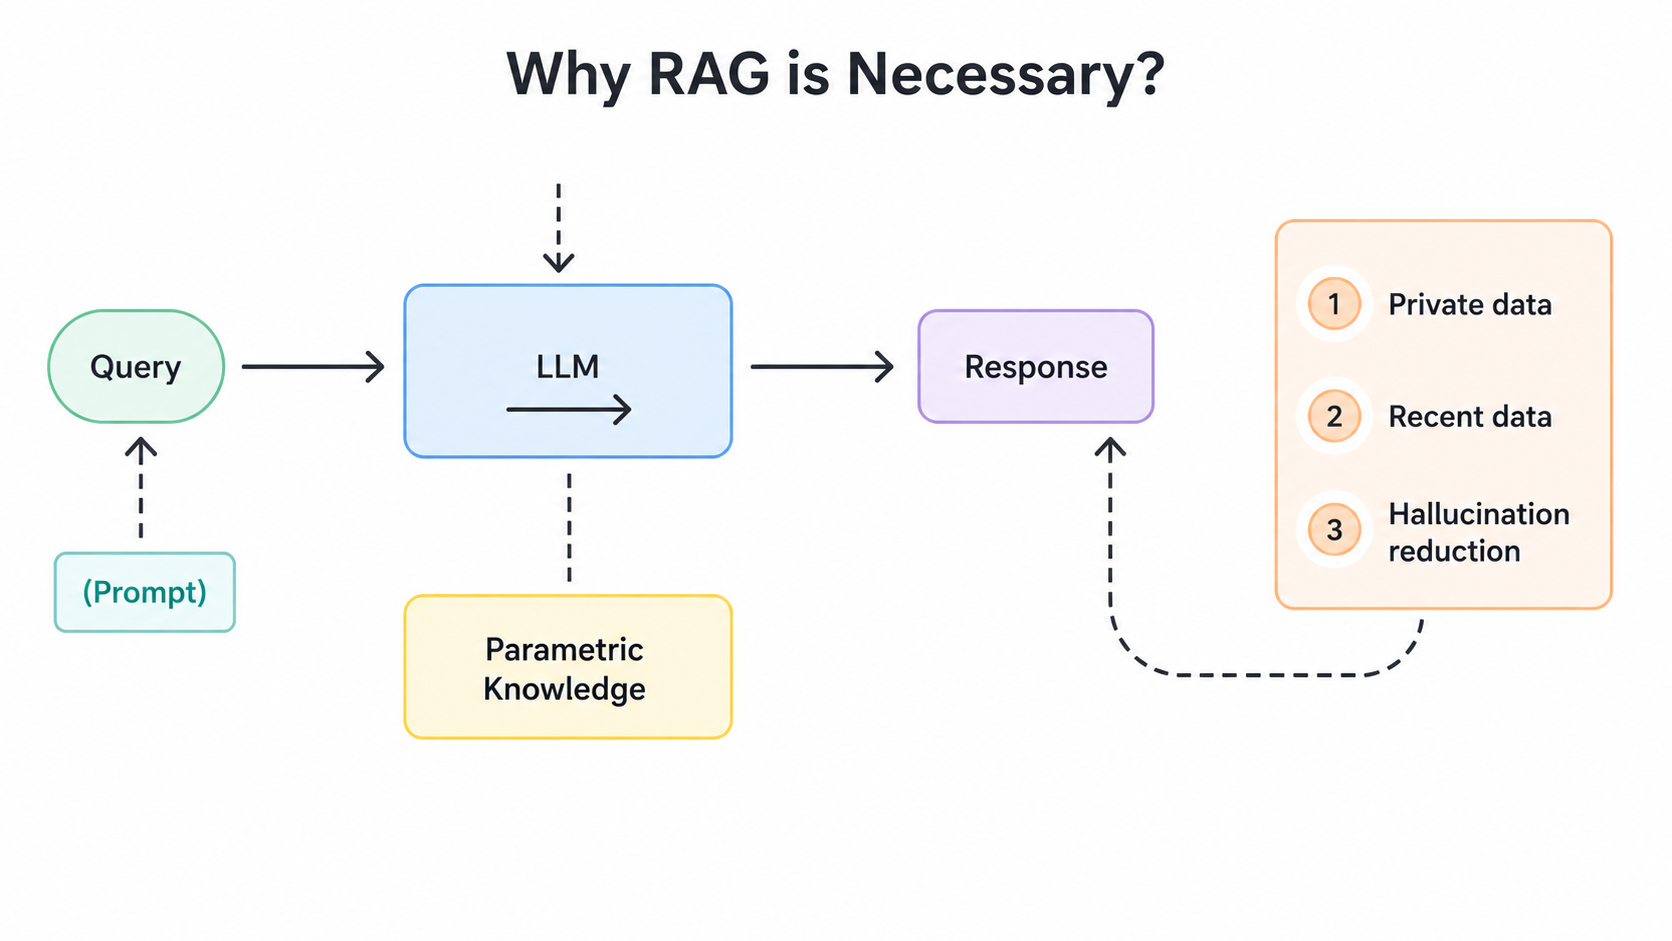 Why RAG is Necessary?
Query
(Prompt)
LLM
Parametric
Knowledge
Response
1 Private data
2 Recent data
3 Hallucination
reduction